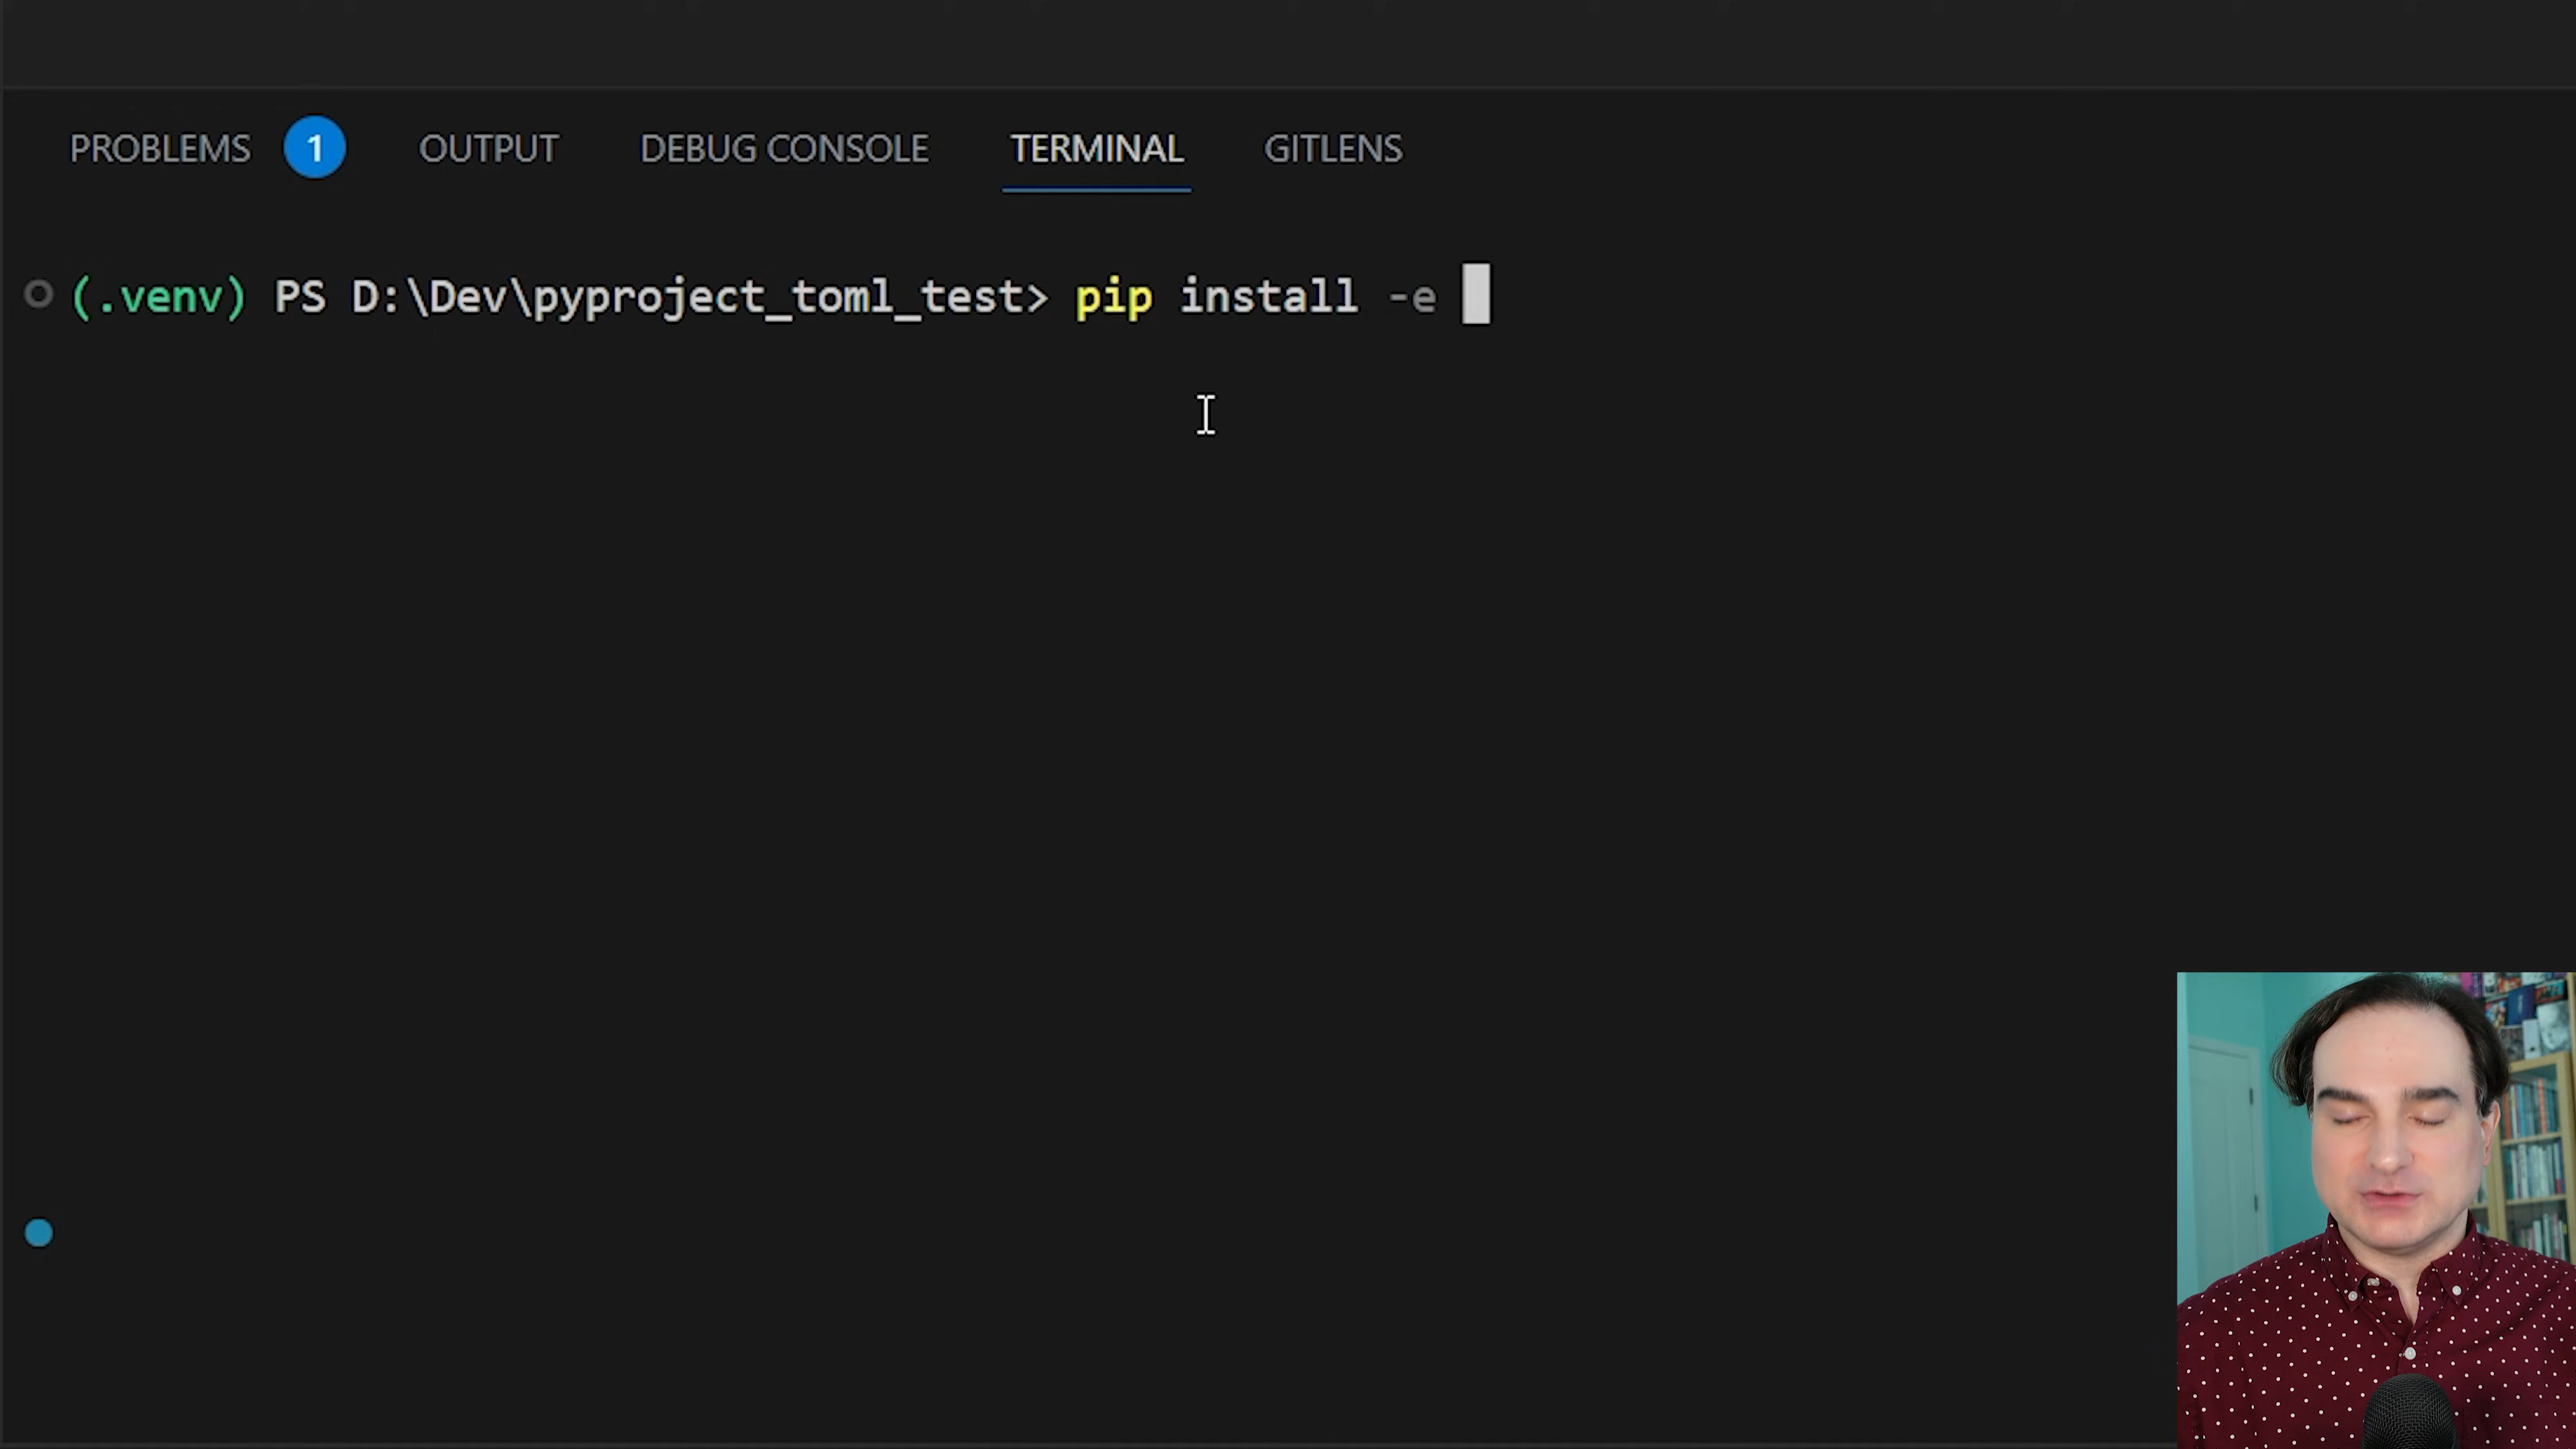 PROBLEMS 1 OUTPUT DEBUG CONSOLE TERMINAL GITLENS
(.venv) PS D:\Dev\pyproject_toml_test> pip install -e